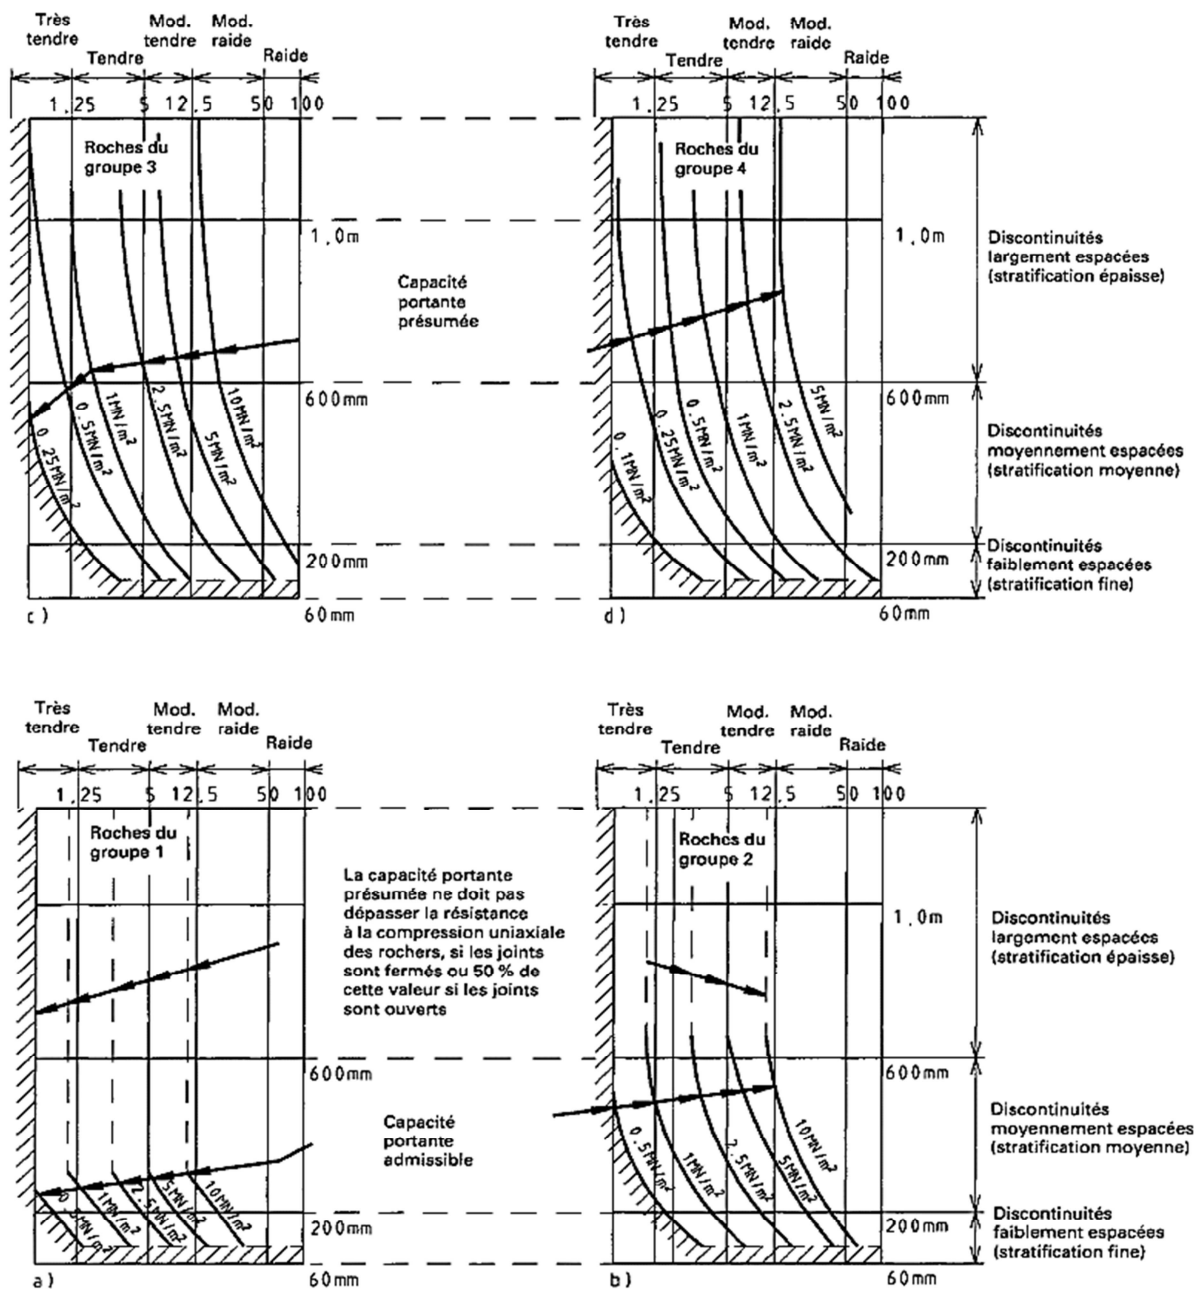 Très
tendre
Tendre
Mod.
tendre
Mod.
raide
Raide
1,25 5 12,5 50 100
Roches du
groupe 3
1,0m
600mm
200mm
60mm
0.25MN/m²
0.5MN/m²
1MN/m²
2.5MN/m²
5MN/m²
10MN/m²
c)
Capacité
portante
présumée
Très
tendre
Tendre
Mod.
tendre
Mod.
raide
Raide
1,25 5 12,5 50 100
Roches du
groupe 4
1,0m
600mm
200mm
60mm
0.1MN/m²
0.25MN/m²
0.5MN/m²
1MN/m²
2.5MN/m²
5MN/m²
d)
Discontinuités
largement espacées
(stratification épaisse)
Discontinuités
moyennement espacées
(stratification moyenne)
Discontinuités
faiblement espacées
(stratification fine)
Très
tendre
Tendre
Mod.
tendre
Mod.
raide
Raide
1,25 5 12,5 50 100
Roches du
groupe 1
600mm
200mm
60mm
0.5MN/m²
1MN/m²
2.5MN/m²
5MN/m²
10MN/m²
a)
La capacité portante
présumée ne doit pas
dépasser la résistance
à la compression uniaxiale
des rochers, si les joints
sont fermés ou 50 % de
cette valeur si les joints
sont ouverts
Capacité
portante
admissible
Très
tendre
Tendre
Mod.
tendre
Mod.
raide
Raide
1,25 5 12,5 50 100
Roches du
groupe 2
1,0m
600mm
200mm
60mm
0.5MN/m²
1MN/m²
2.5MN/m²
5MN/m²
10MN/m²
b)
Discontinuités
largement espacées
(stratification épaisse)
Discontinuités
moyennement espacées
(stratification moyenne)
Discontinuités
faiblement espacées
(stratification fine)